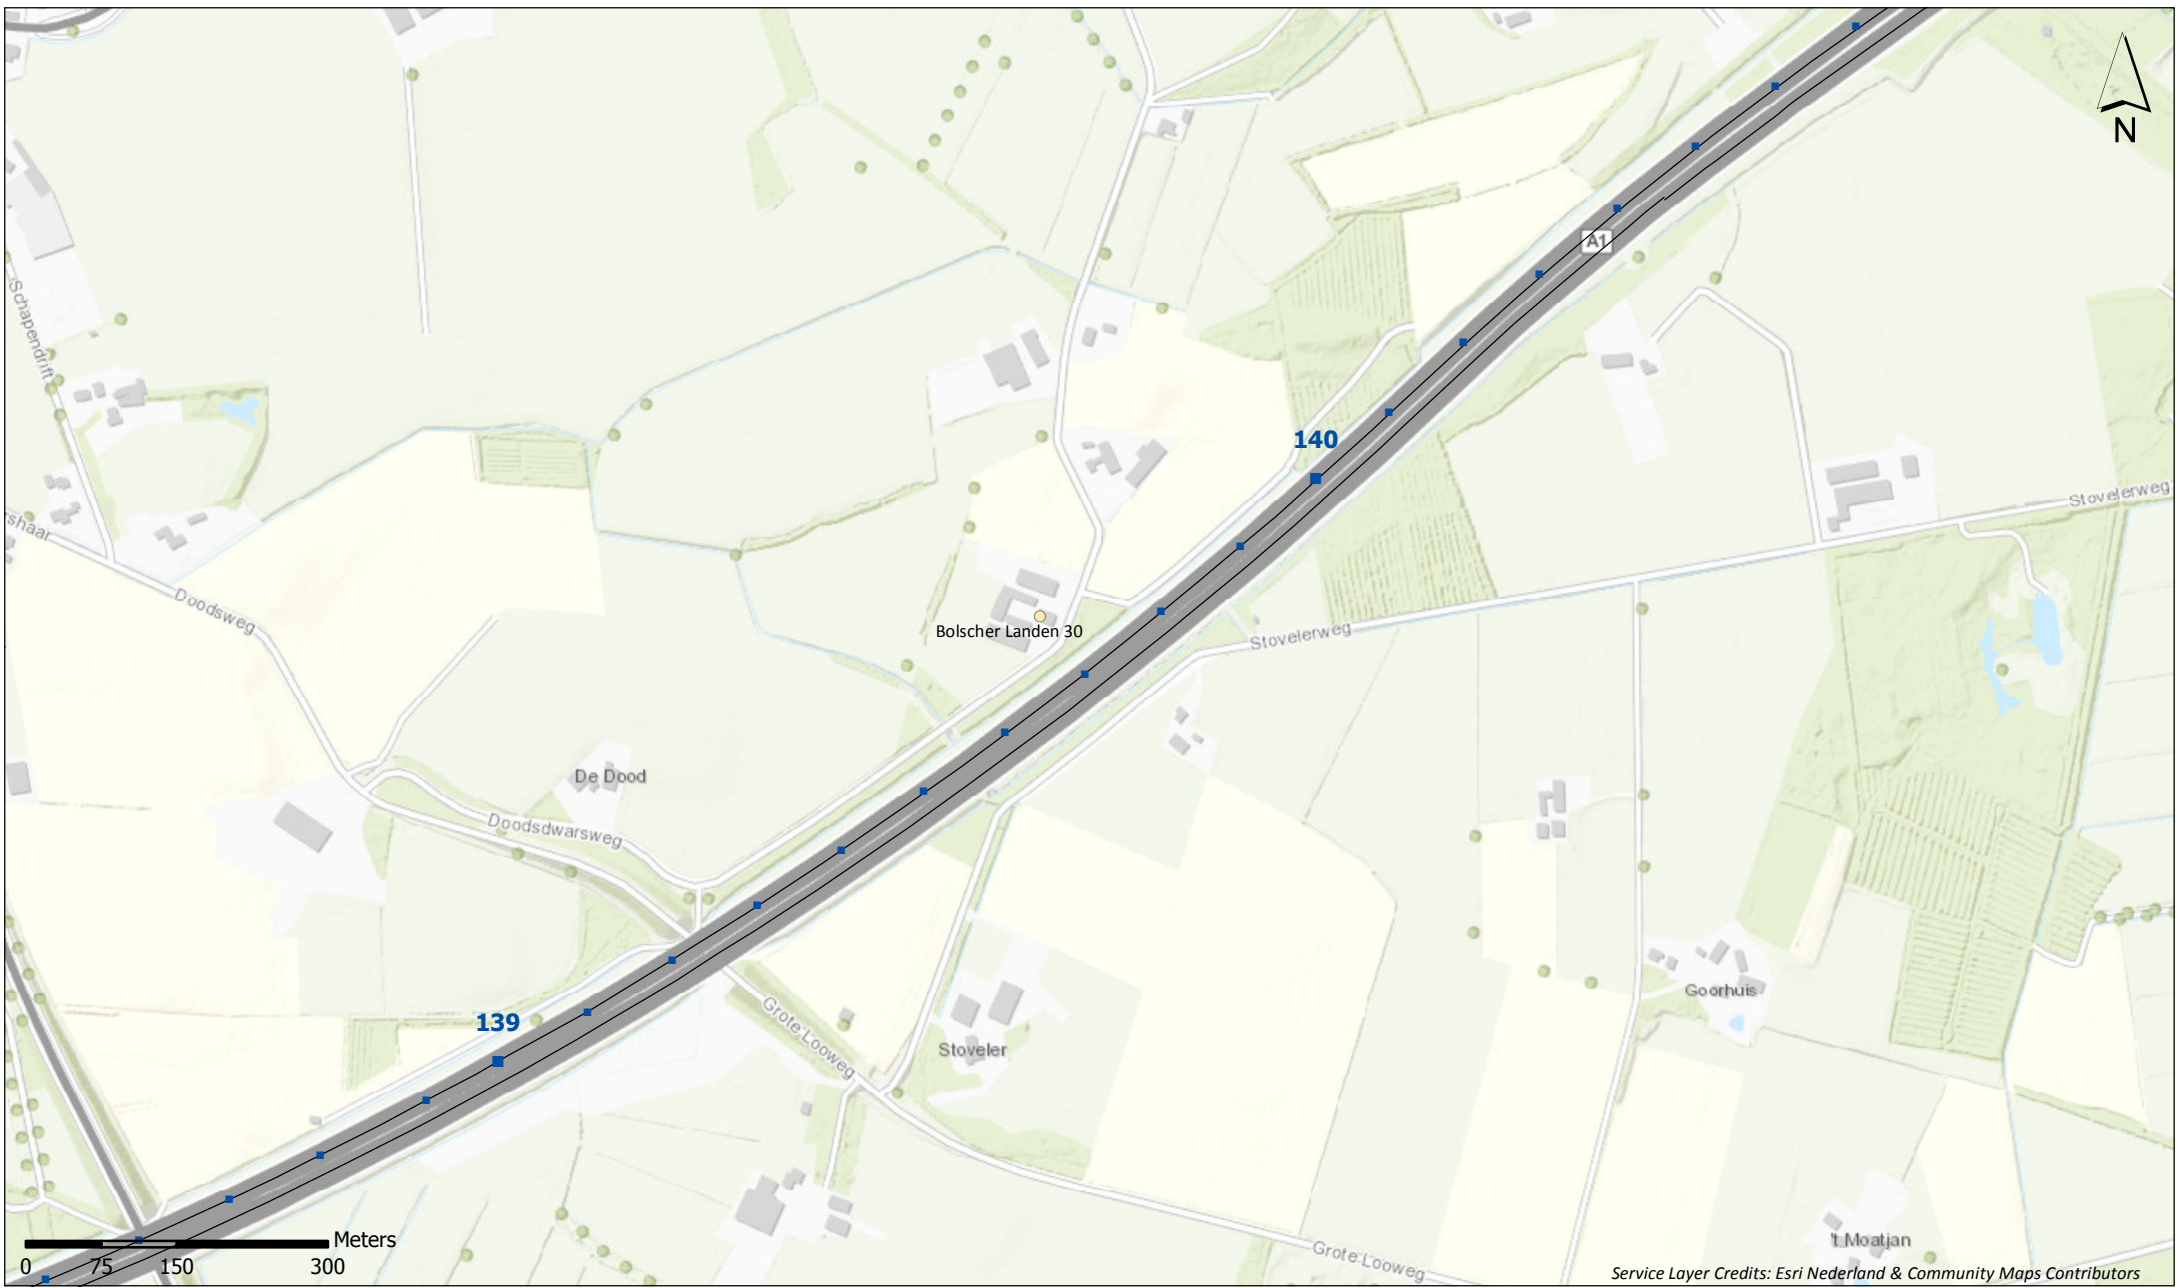 N
A1
Schapendrift
140
Stovelerweg
rshaar
Doodsweg
Bolscher Landen 30
Stovelerweg
De Dood
Doodsdwarsweg
Goorhuis
139
Grote Looweg
Stoveler
Meters
0 75 150 300
't Moatjan
Grote Looweg
Service Layer Credits: Esri Nederland & Community Maps Contributors